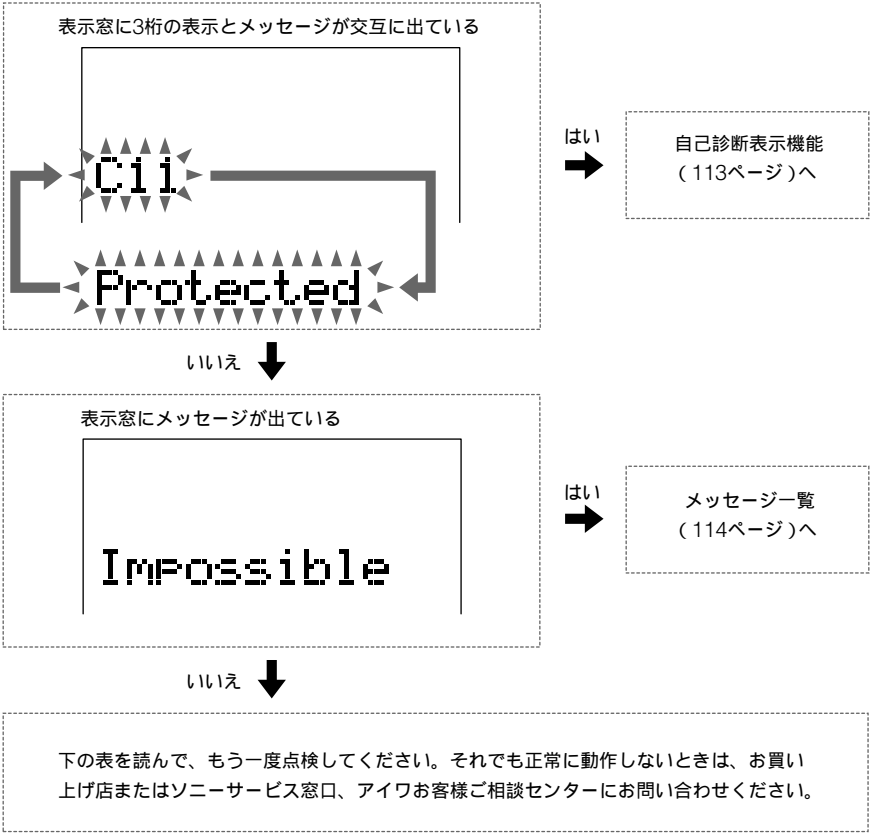 表示窓に3桁の表示とメッセージが交互に出ている
C11
Protected
はい
自己診断表示機能
(113ページ)へ
いいえ
表示窓にメッセージが出ている
Impossible
はい
メッセージ一覧
(114ページ)へ
いいえ
下の表を読んで、もう一度点検してください。それでも正常に動作しないときは、お買い
上げ店またはソニーサービス窓口、アイワお客様ご相談センターにお問い合わせください。